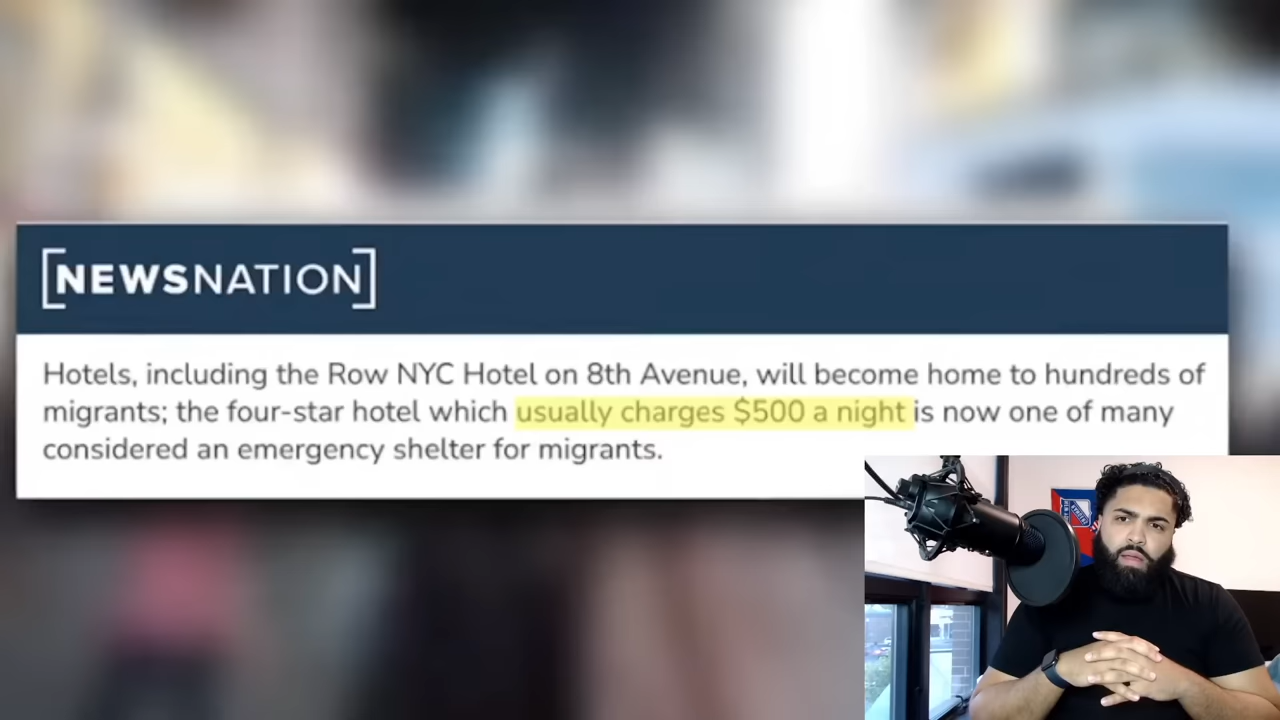 [NEWSNATION]
Hotels, including the Row NYC Hotel on 8th Avenue, will become home to hundreds of
migrants; the four-star hotel which usually charges $500 a night is now one of many
considered an emergency shelter for migrants.